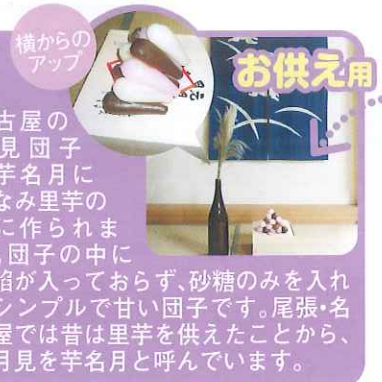 横からの
アップ
お供え用
古屋の
見団子
芋名月に
なみ里芋の
に作られま
団子の中に
餡が入っておらず、砂糖のみを入れ
シンプルで甘い団子です。尾張・名
屋では昔は里芋を供えたことから、
月見を芋名月と呼んでいます。